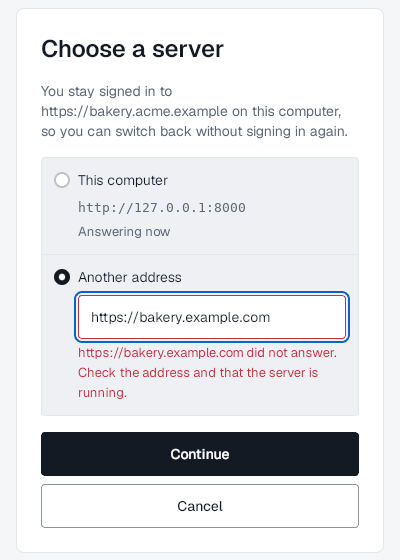 Choose a server
You stay signed in to
https://bakery.acme.example on this computer,
so you can switch back without signing in again.
This computer
http://127.0.0.1:8000
Answering now
Another address
https://bakery.example.com
https://bakery.example.com did not answer.
Check the address and that the server is
running.
Continue
Cancel